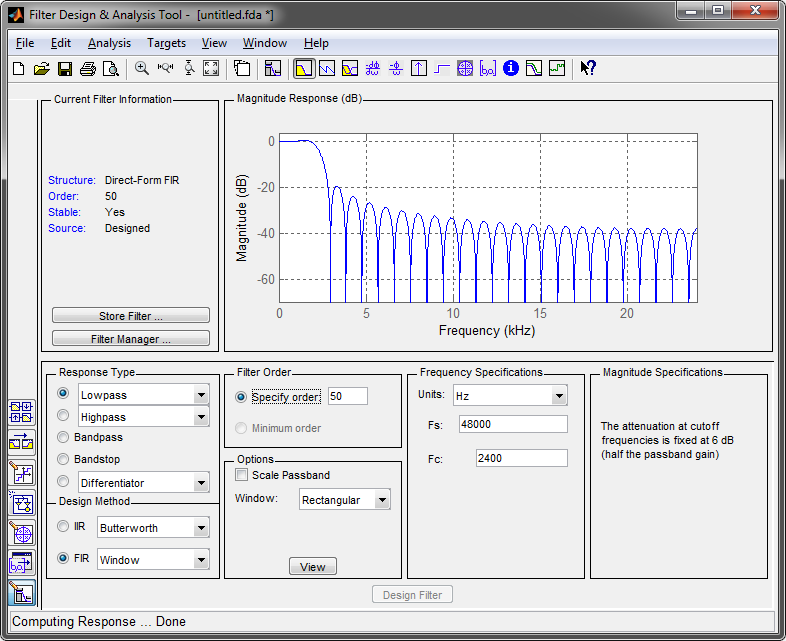 Filter Design & Analysis Tool - [untitled.fda *]
File Edit Analysis Targets View Window Help
Current Filter Information
Structure: Direct-Form FIR
Order: 50
Stable: Yes
Source: Designed
Store Filter ...
Filter Manager ...
Magnitude Response (dB)
Magnitude (dB)
0
-20
-40
-60
0 5 10 15 20
Frequency (kHz)
Response Type
Lowpass
Highpass
Bandpass
Bandstop
Differentiator
Design Method
IIR Butterworth
FIR Window
Filter Order
Specify order: 50
Minimum order
Options
Scale Passband
Window: Rectangular
View
Frequency Specifications
Units: Hz
Fs: 48000
Fc: 2400
Magnitude Specifications
The attenuation at cutoff
frequencies is fixed at 6 dB
(half the passband gain)
Design Filter
Computing Response ... Done